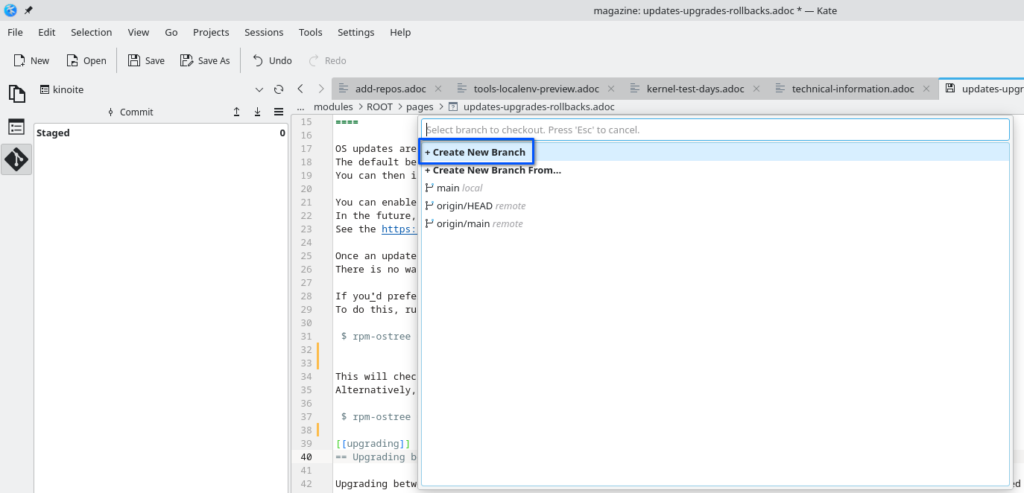 magazine: updates-upgrades-rollbacks.adoc * — Kate
File Edit Selection View Go Projects Sessions Tools Settings Help
New Open Save Save As Undo Redo
kinoite
add-repos.adoc tools-localenv-preview.adoc kernel-test-days.adoc technical-information.adoc
Commit
... modules > ROOT > pages > updates-upgrades-rollbacks.adoc
Staged 0
Select branch to checkout. Press 'Esc' to cancel.
+ Create New Branch
+ Create New Branch From...
main local
origin/HEAD remote
origin/main remote
15 ====
16
17 OS updates are
18 The default be
19 You can then i
20
21 You can enable
22 In the future,
23 See the https:
24
25 Once an update
26 There is no wa
27
28 If you'd prefe
29 To do this, ru
30
31 $ rpm-ostree
32
33
34 This will chec
35 Alternatively,
36
37 $ rpm-ostree
38
39 [[upgrading]]
40 == Upgrading b
41
42 Upgrading betw